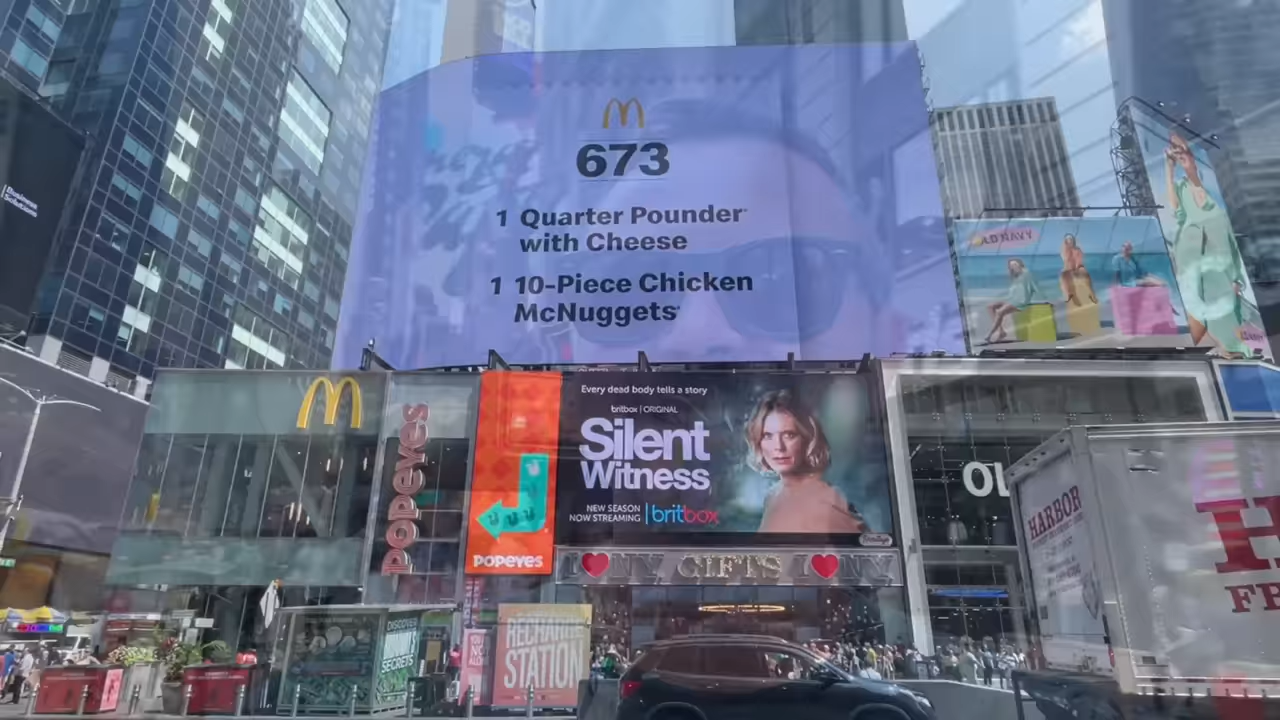 673
1 Quarter Pounder®
with Cheese
1 10-Piece Chicken
McNuggets®
Business
Solutions
OLD NAVY
POPEYES
POPEYES
Every dead body tells a story
britbox | ORIGINAL
Silent
Witness
NEW SEASON
NOW STREAMING | britbox
I ❤ NY GIFTS I ❤ NY
OL
HARBOR
H
FR
DISCOVER
SECRETS
RECHARGE
STATION